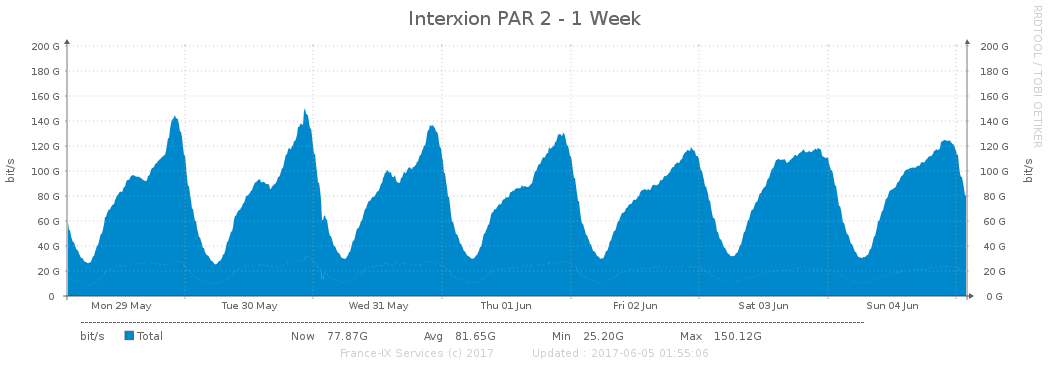 Interxion PAR 2 - 1 Week
RRDTOOL / TOBI OETIKER
200 G 200 G
180 G 180 G
160 G 160 G
140 G 140 G
120 G 120 G
100 G 100 G
80 G 80 G
60 G 60 G
40 G 40 G
20 G 20 G
0 0 G
bit/s bit/s
Mon 29 May Tue 30 May Wed 31 May Thu 01 Jun Fri 02 Jun Sat 03 Jun Sun 04 Jun
bit/s Total Now 77.87G Avg 81.65G Min 25.20G Max 150.12G
France-IX Services (c) 2017 Updated : 2017-06-05 01:55:06